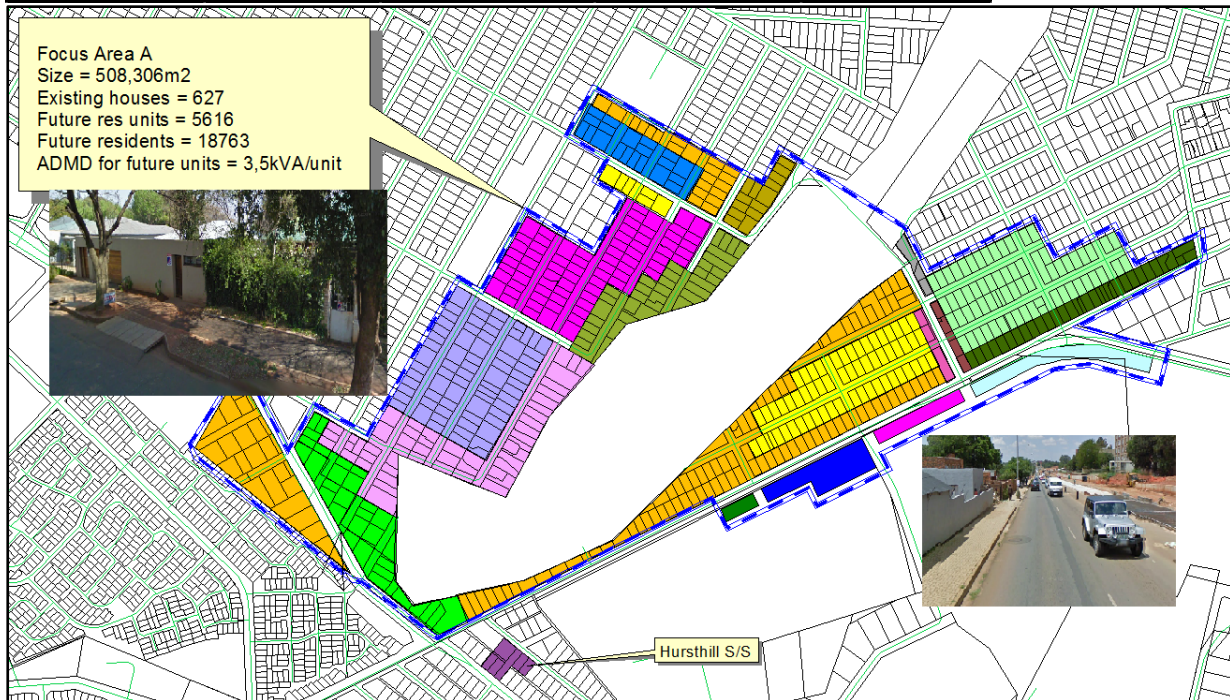 Focus Area A
Size = 508,306m2
Existing houses = 627
Future res units = 5616
Future residents = 18763
ADMD for future units = 3,5kVA/unit
Hursthill S/S